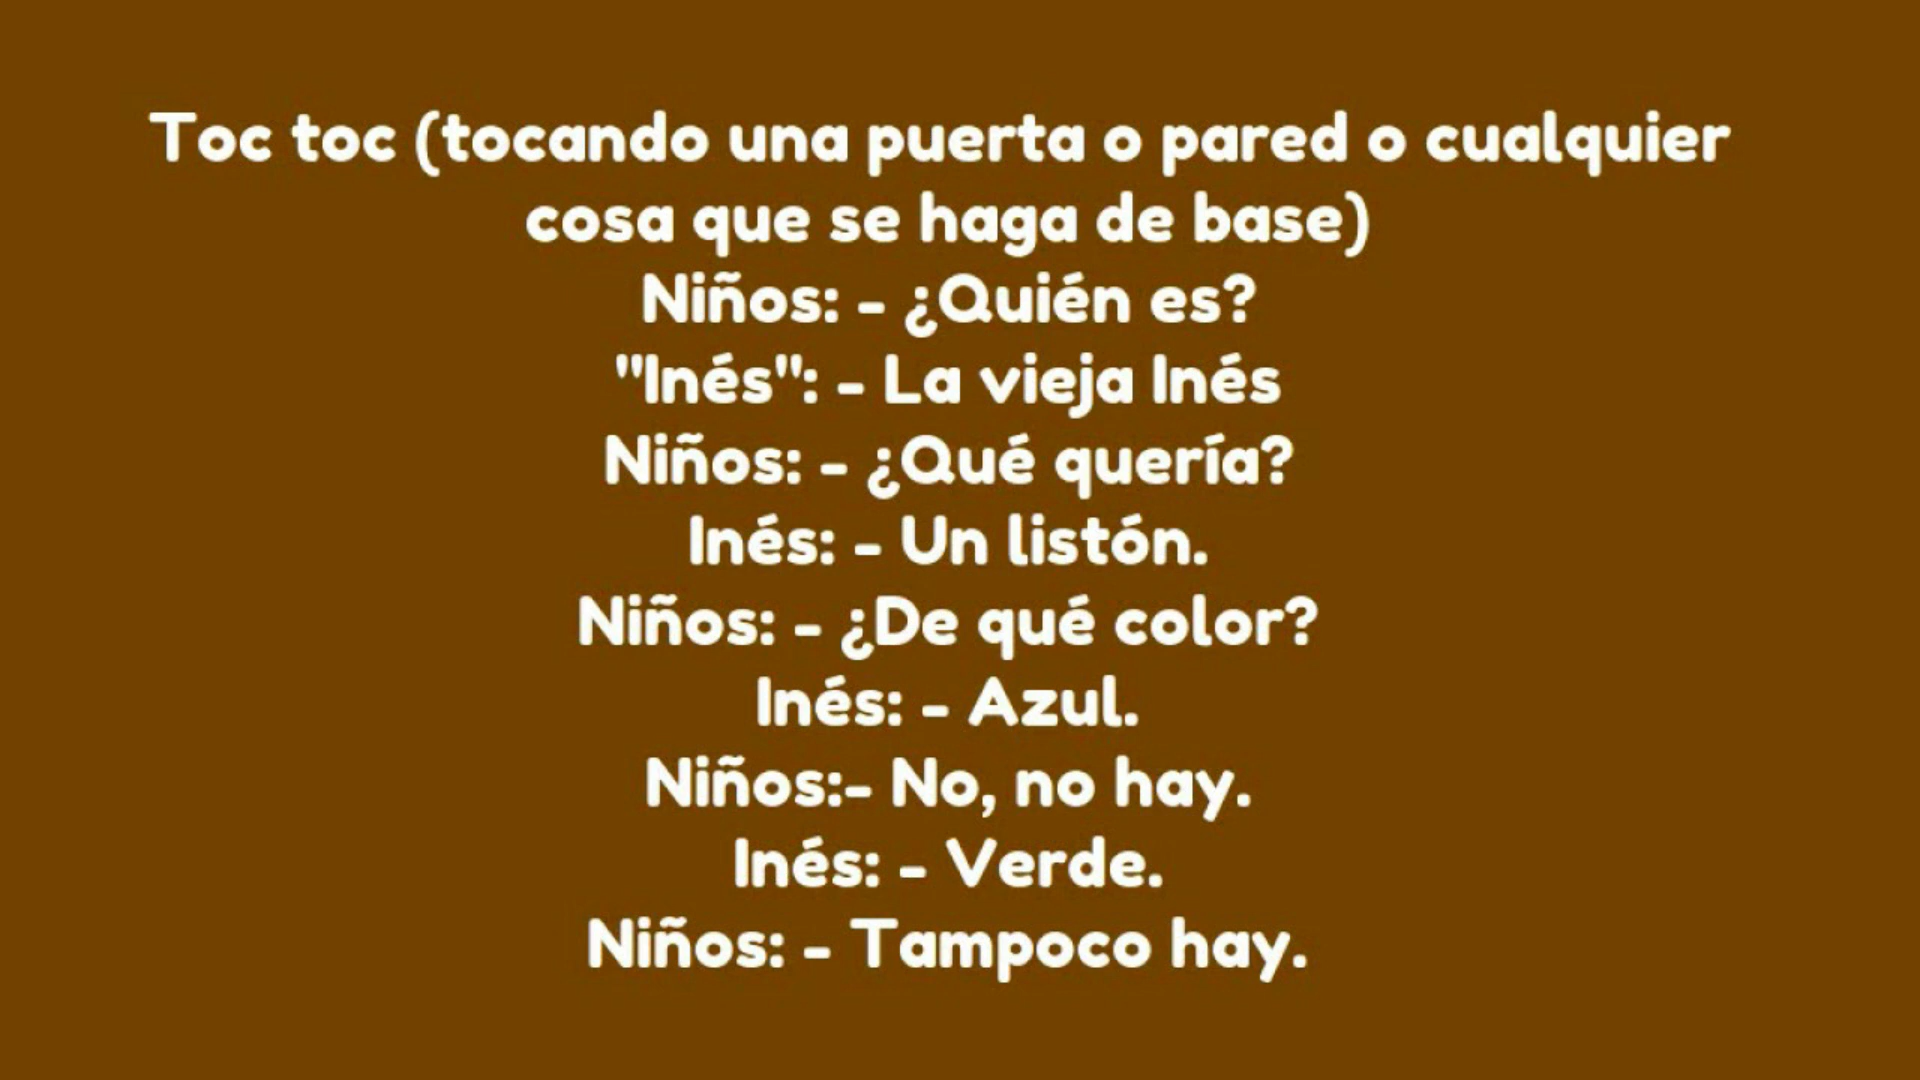 Toc toc (tocando una puerta o pared o cualquier
cosa que se haga de base)
Niños: - ¿Quién es?
"Inés": - La vieja Inés
Niños: - ¿Qué quería?
Inés: - Un listón.
Niños: - ¿De qué color?
Inés: - Azul.
Niños:- No, no hay.
Inés: - Verde.
Niños: - Tampoco hay.